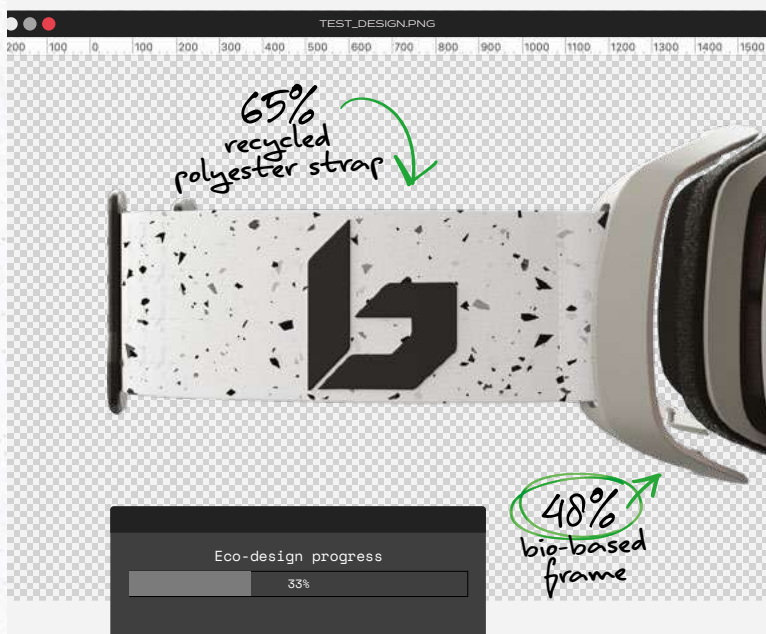 TEST_DESIGN.PNG
200 100 0 100 200 300 400 500 600 700 800 900 1000 1100 1200 1300 1400 1500
65%
recycled
polyester strap
48%
bio-based
frame
Eco-design progress
33%